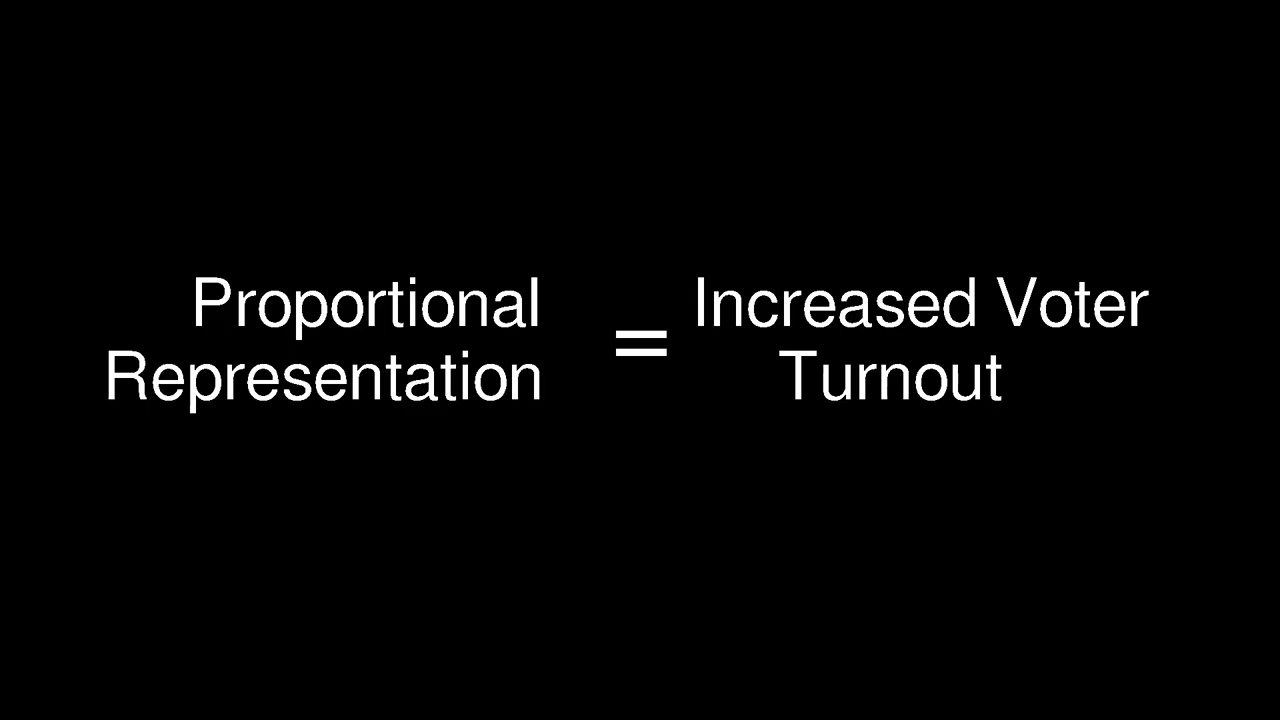 Proportional
Representation
=
Increased Voter
Turnout